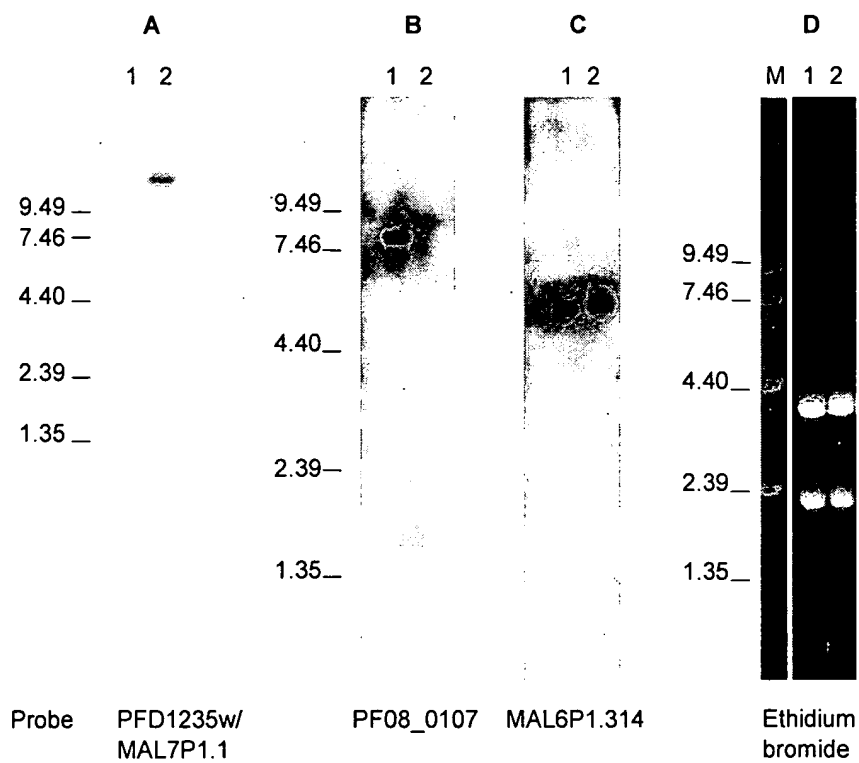 A B C D
1 2 1 2 1 2 M 1 2
9.49
7.46
4.40
2.39
1.35
9.49
7.46
4.40
2.39
1.35
9.49
7.46
4.40
2.39
1.35
Probe PFD1235w/ MAL7P1.1
PF08_0107
MAL6P1.314
Ethidium bromide